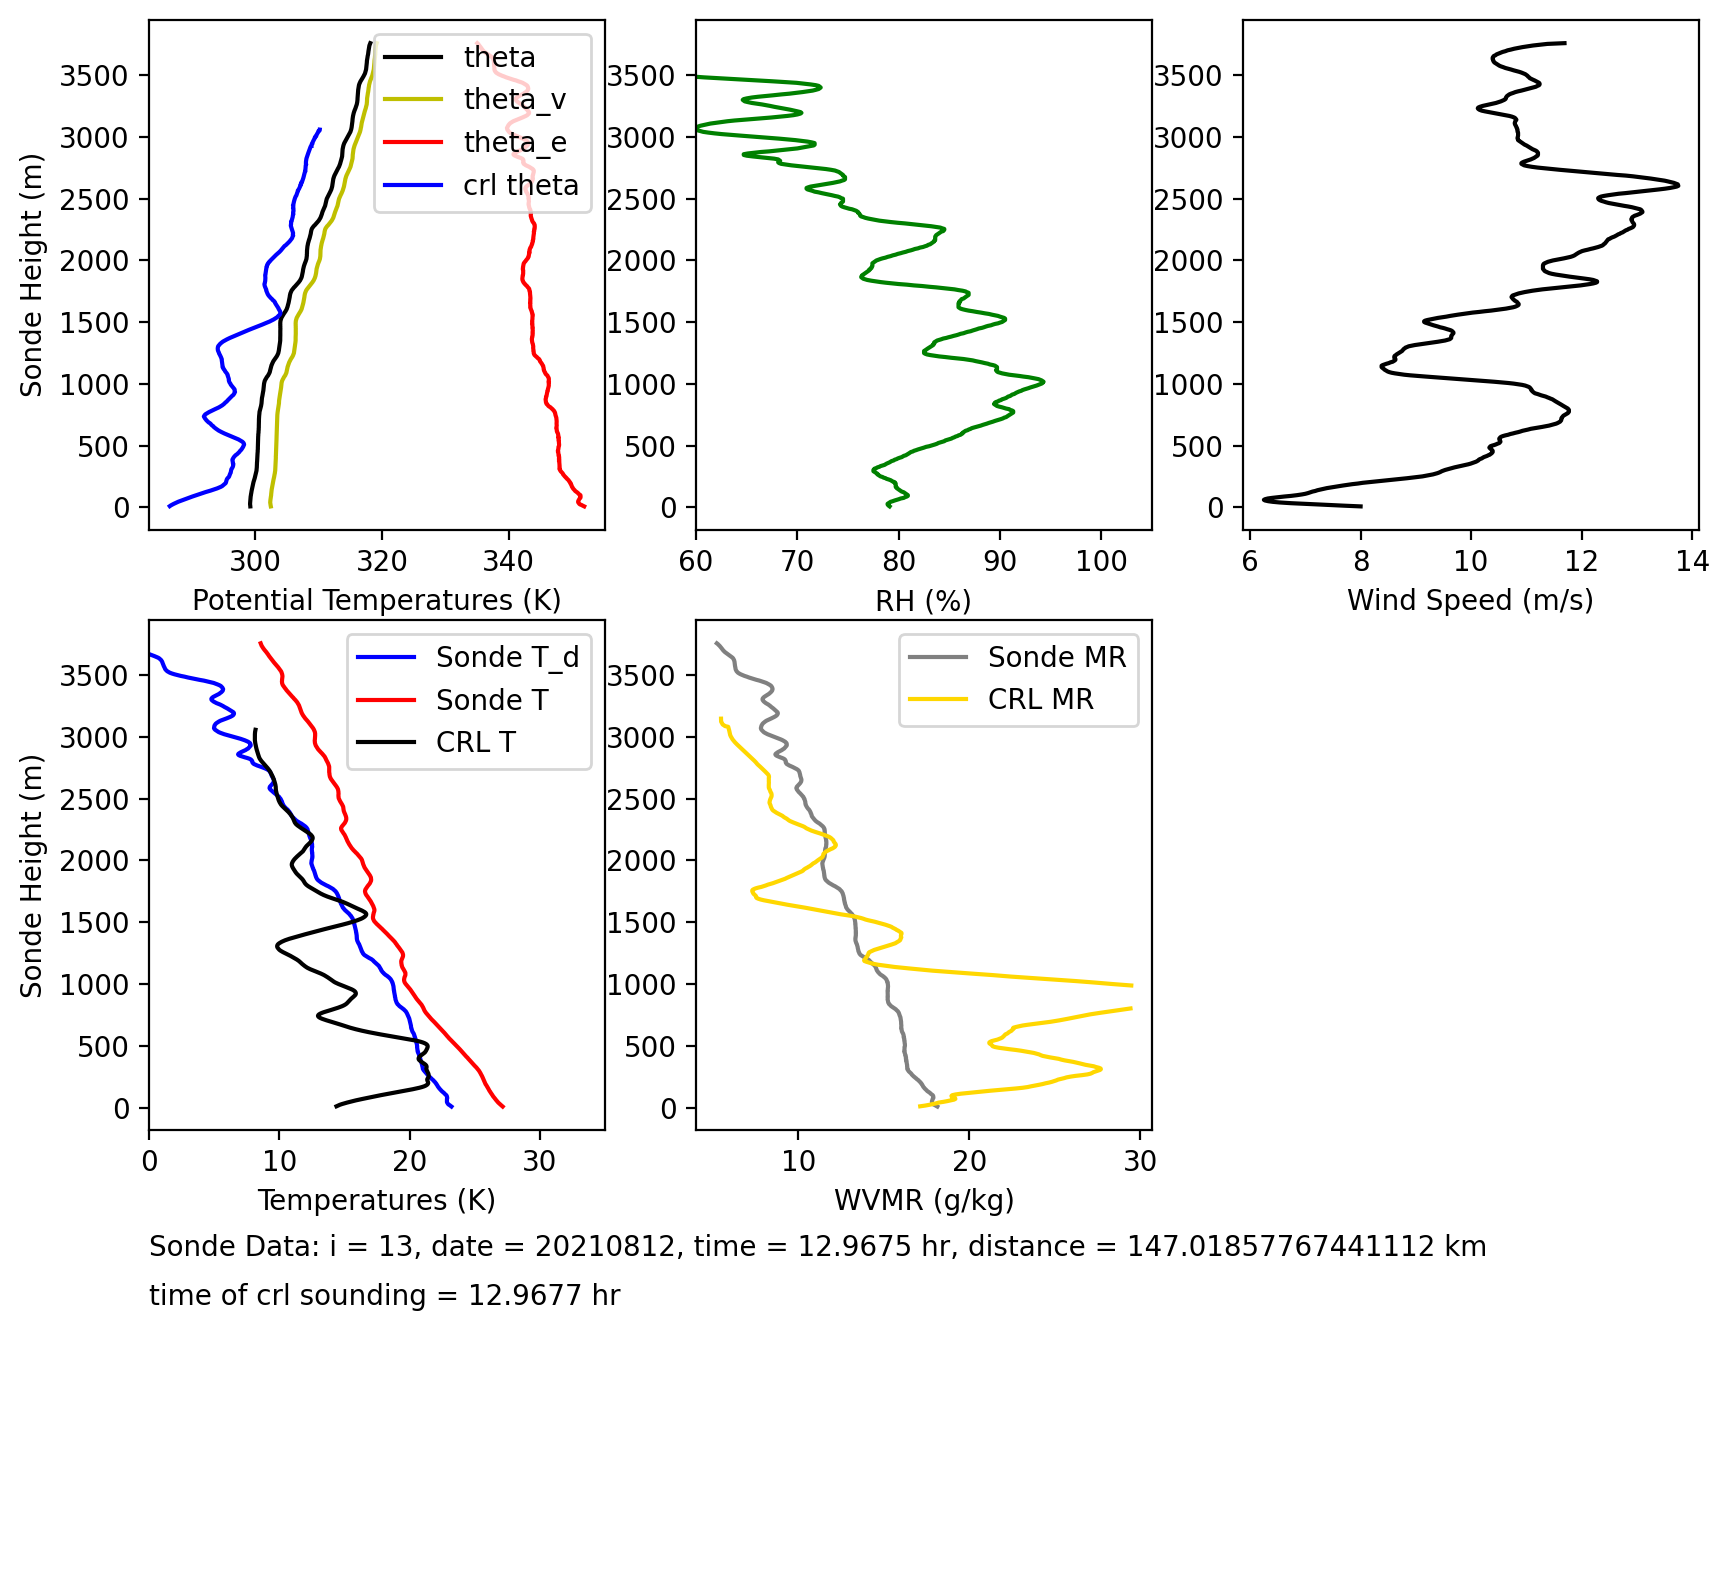 theta
theta_v
theta_e
crl theta
3500
3000
2500
2000
1500
1000
500
0
Sonde Height (m)
300 320 340
Potential Temperatures (K)
3500
3000
2500
2000
1500
1000
500
0
60 70 80 90 100
RH (%)
3500
3000
2500
2000
1500
1000
500
0
6 8 10 12 14
Wind Speed (m/s)
Sonde T_d
Sonde T
CRL T
3500
3000
2500
2000
1500
1000
500
0
Sonde Height (m)
0 10 20 30
Temperatures (K)
Sonde MR
CRL MR
3500
3000
2500
2000
1500
1000
500
0
10 20 30
WVMR (g/kg)
Sonde Data: i = 13, date = 20210812, time = 12.9675 hr, distance = 147.01857767441112 km
time of crl sounding = 12.9677 hr